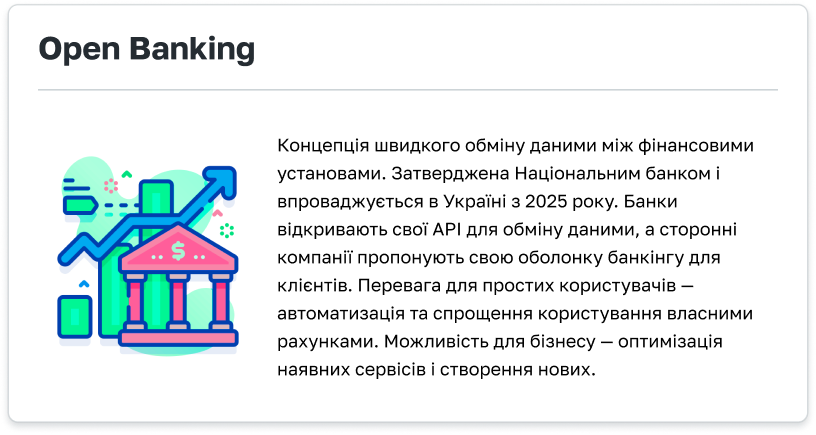 Open Banking
Концепція швидкого обміну даними між фінансовими
установами. Затверджена Національним банком і
впроваджується в Україні з 2025 року. Банки
відкривають свої API для обміну даними, а сторонні
компанії пропонують свою оболонку банкінгу для
клієнтів. Перевага для простих користувачів —
автоматизація та спрощення користування власними
рахунками. Можливість для бізнесу — оптимізація
наявних сервісів і створення нових.
$